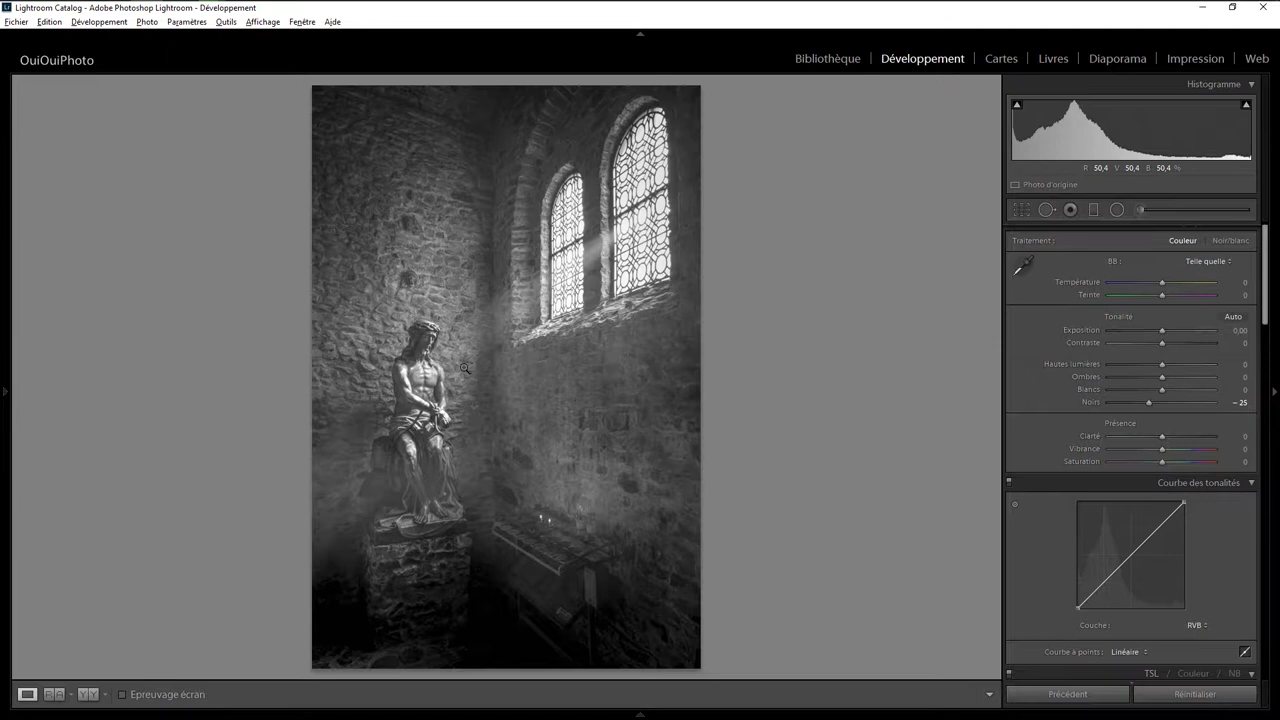 Lightroom Catalog - Adobe Photoshop Lightroom - Développement
Fichier Edition Développement Photo Paramètres Outils Affichage Fenêtre Aide
OuiOuiPhoto
Bibliothèque | Développement | Cartes | Livres | Diaporama | Impression | Web
Histogramme
R 50,4 V 50,4 B 50,4 %
Photo d'origine
Traitement : Couleur Noir/blanc
BB : Telle quelle
Température 0
Teinte 0
Tonalité Auto
Exposition 0,00
Contraste 0
Hautes lumières 0
Ombres 0
Blancs 0
Noirs – 25
Présence
Clarté 0
Vibrance 0
Saturation 0
Courbe des tonalités
Couche : RVB
Courbe à points : Linéaire
TSL / Couleur / NB
Epreuvage écran
Précédent Réinitialiser